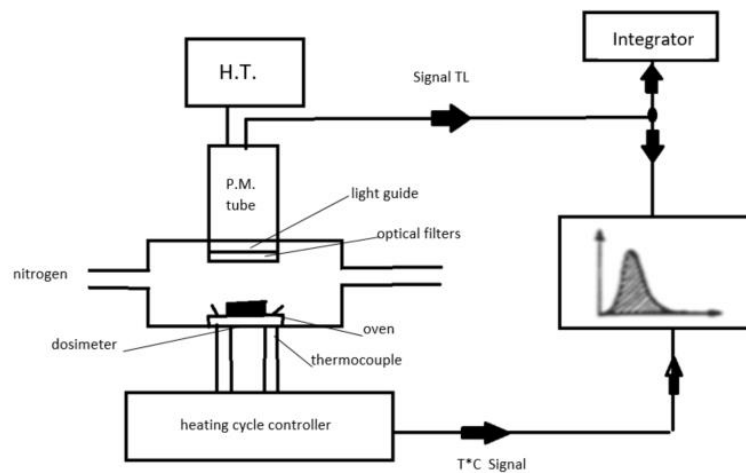 Integrator
H.T.
Signal TL
P.M.
tube
light guide
optical filters
nitrogen
oven
dosimeter
thermocouple
heating cycle controller
T*C Signal